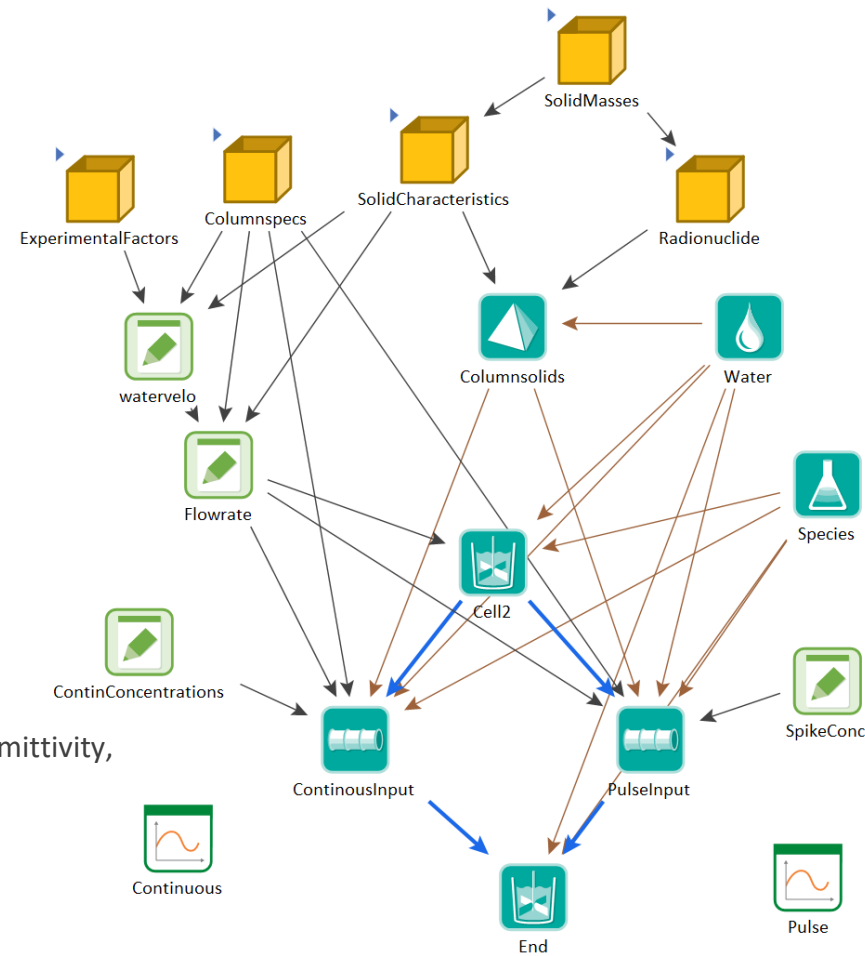 SolidMasses
SolidCharacteristics
Columnspecs
ExperimentalFactors
Radionuclide
Columnsolids
Water
watervelo
Flowrate
Species
Cell2
ContinConcentrations
SpikeConc
mittivity,
ContinousInput
PulseInput
Continuous
Pulse
End